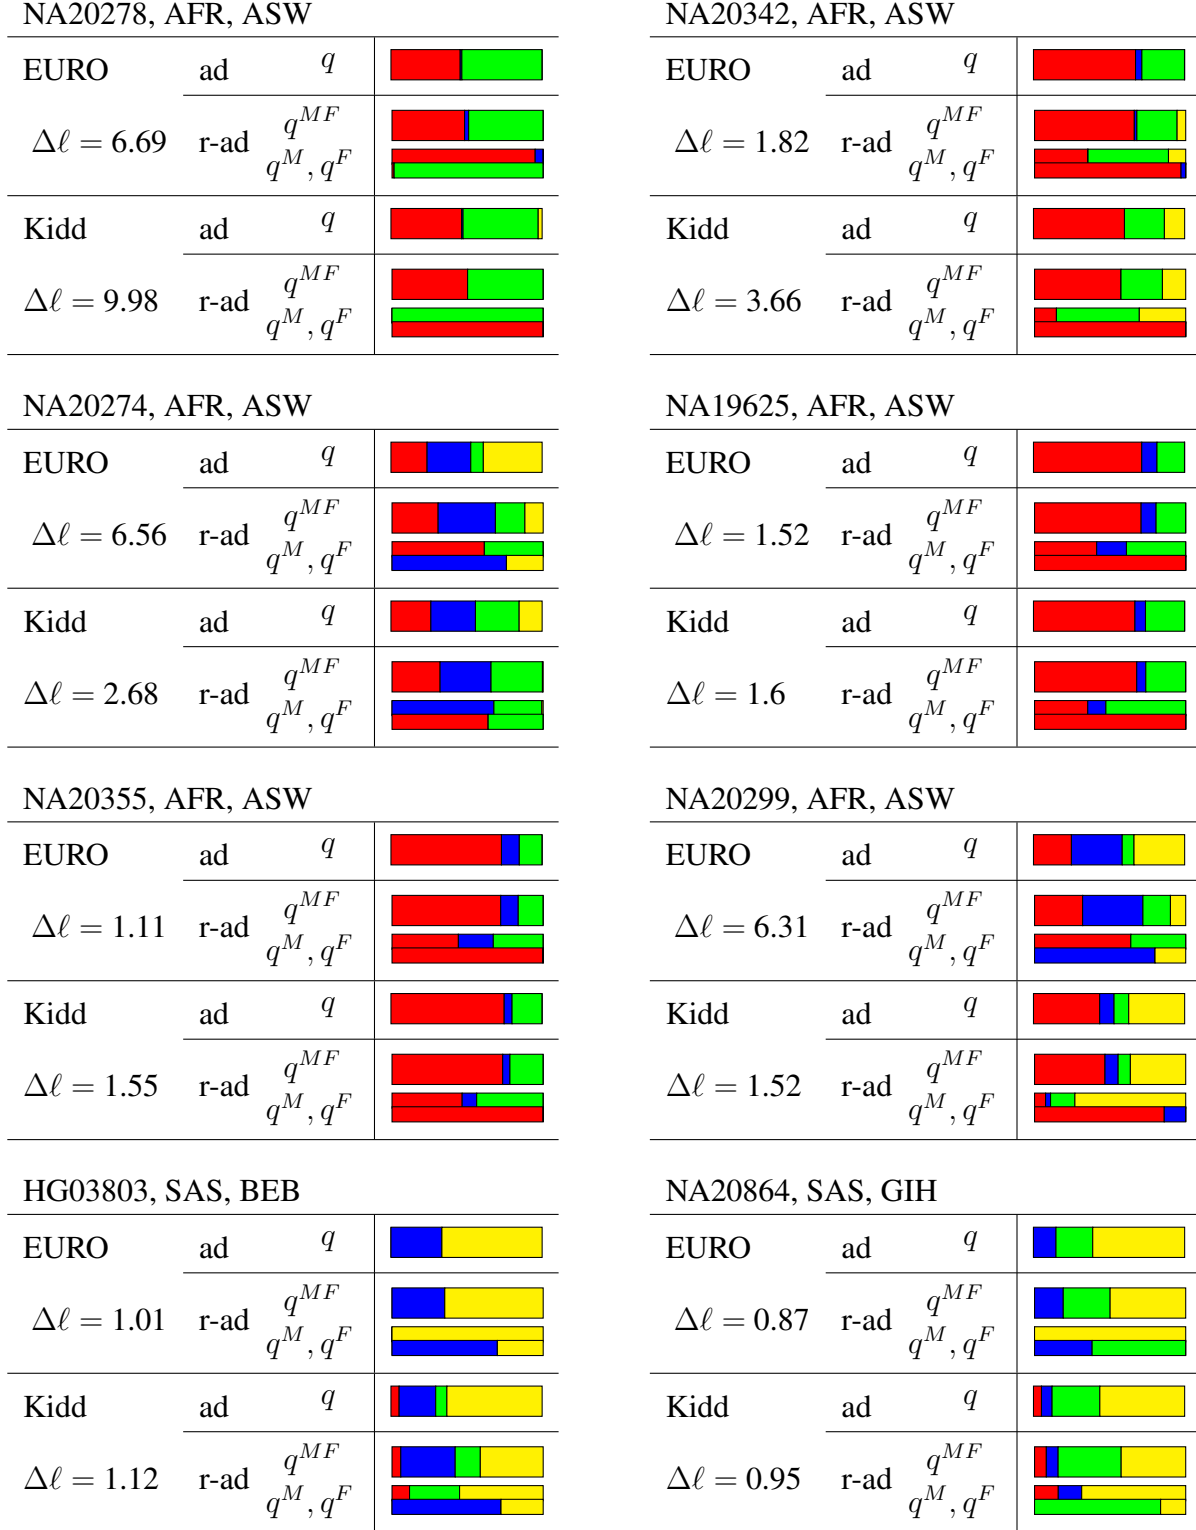 NA20278, AFR, ASW
EURO ad q
Δℓ = 6.69 r-ad q^{MF}
q^M, q^F
Kidd ad q
Δℓ = 9.98 r-ad q^{MF}
q^M, q^F
NA20342, AFR, ASW
EURO ad q
Δℓ = 1.82 r-ad q^{MF}
q^M, q^F
Kidd ad q
Δℓ = 3.66 r-ad q^{MF}
q^M, q^F
NA20274, AFR, ASW
EURO ad q
Δℓ = 6.56 r-ad q^{MF}
q^M, q^F
Kidd ad q
Δℓ = 2.68 r-ad q^{MF}
q^M, q^F
NA19625, AFR, ASW
EURO ad q
Δℓ = 1.52 r-ad q^{MF}
q^M, q^F
Kidd ad q
Δℓ = 1.6 r-ad q^{MF}
q^M, q^F
NA20355, AFR, ASW
EURO ad q
Δℓ = 1.11 r-ad q^{MF}
q^M, q^F
Kidd ad q
Δℓ = 1.55 r-ad q^{MF}
q^M, q^F
NA20299, AFR, ASW
EURO ad q
Δℓ = 6.31 r-ad q^{MF}
q^M, q^F
Kidd ad q
Δℓ = 1.52 r-ad q^{MF}
q^M, q^F
HG03803, SAS, BEB
EURO ad q
Δℓ = 1.01 r-ad q^{MF}
q^M, q^F
Kidd ad q
Δℓ = 1.12 r-ad q^{MF}
q^M, q^F
NA20864, SAS, GIH
EURO ad q
Δℓ = 0.87 r-ad q^{MF}
q^M, q^F
Kidd ad q
Δℓ = 0.95 r-ad q^{MF}
q^M, q^F